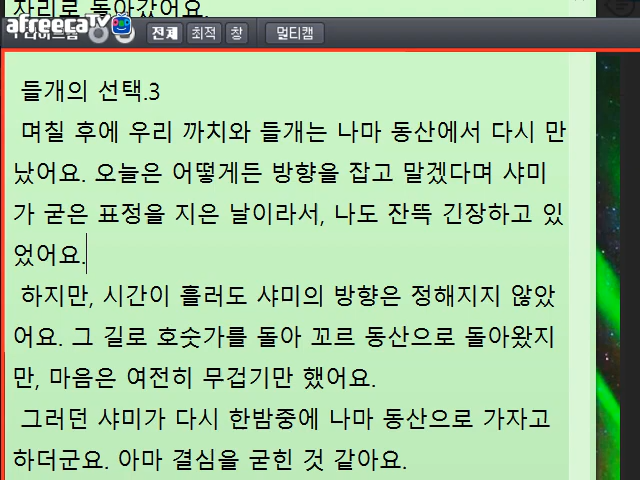 자리로 돌아갔어요.
afreecaTV
전체 최적 창 멀티캠
들개의 선택.3
며칠 후에 우리 까치와 들개는 나마 동산에서 다시 만
났어요. 오늘은 어떻게든 방향을 잡고 말겠다며 샤미
가 굳은 표정을 지은 날이라서, 나도 잔뜩 긴장하고 있
었어요.
하지만, 시간이 흘러도 샤미의 방향은 정해지지 않았
어요. 그 길로 호숫가를 돌아 꼬르 동산으로 돌아왔지
만, 마음은 여전히 무겁기만 했어요.
그러던 샤미가 다시 한밤중에 나마 동산으로 가자고
하더군요. 아마 결심을 굳힌 것 같아요.